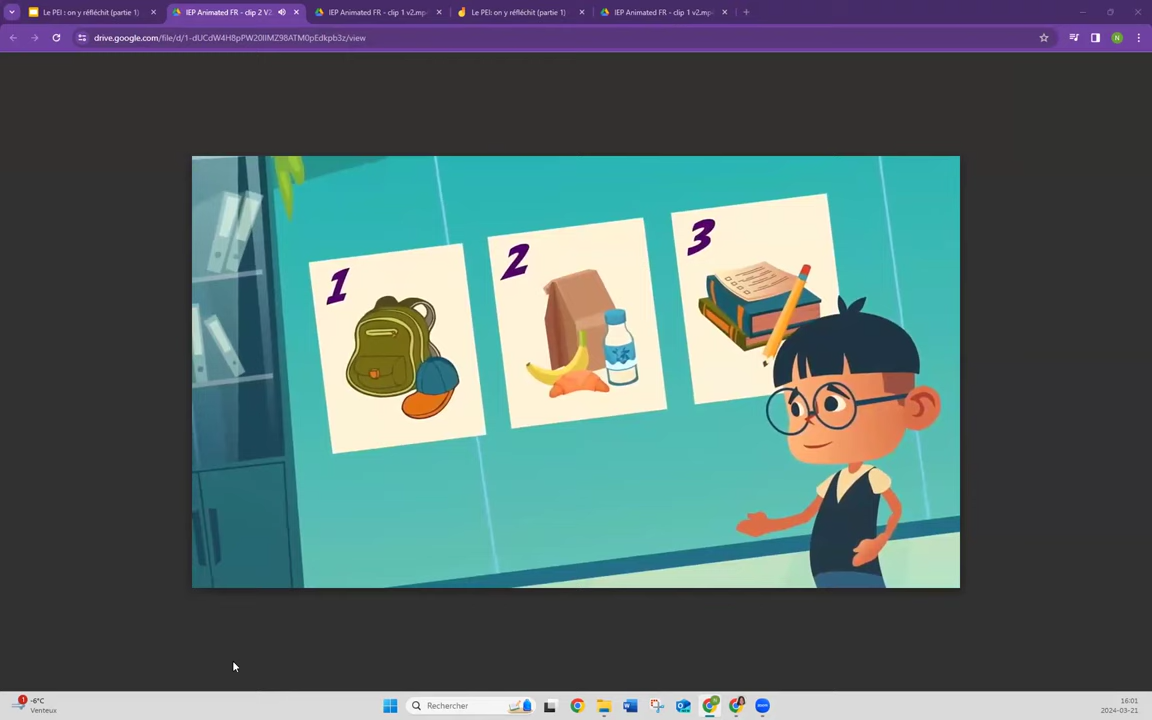 Le PEI : on y réfléchit (partie 1)
IEP Animated FR - clip 2 V2
IEP Animated FR - clip 1 v2.mp
Le PEI: on y réfléchit (partie 1)
IEP Animated FR - clip 1 v2.mp
drive.google.com/file/d/1-dUCdW4H8pPW20IIMZ98ATM0pEdkpb3z/view
N
1
2
3
1
-6°C
Venteux
Rechercher
16:01
2024-03-21